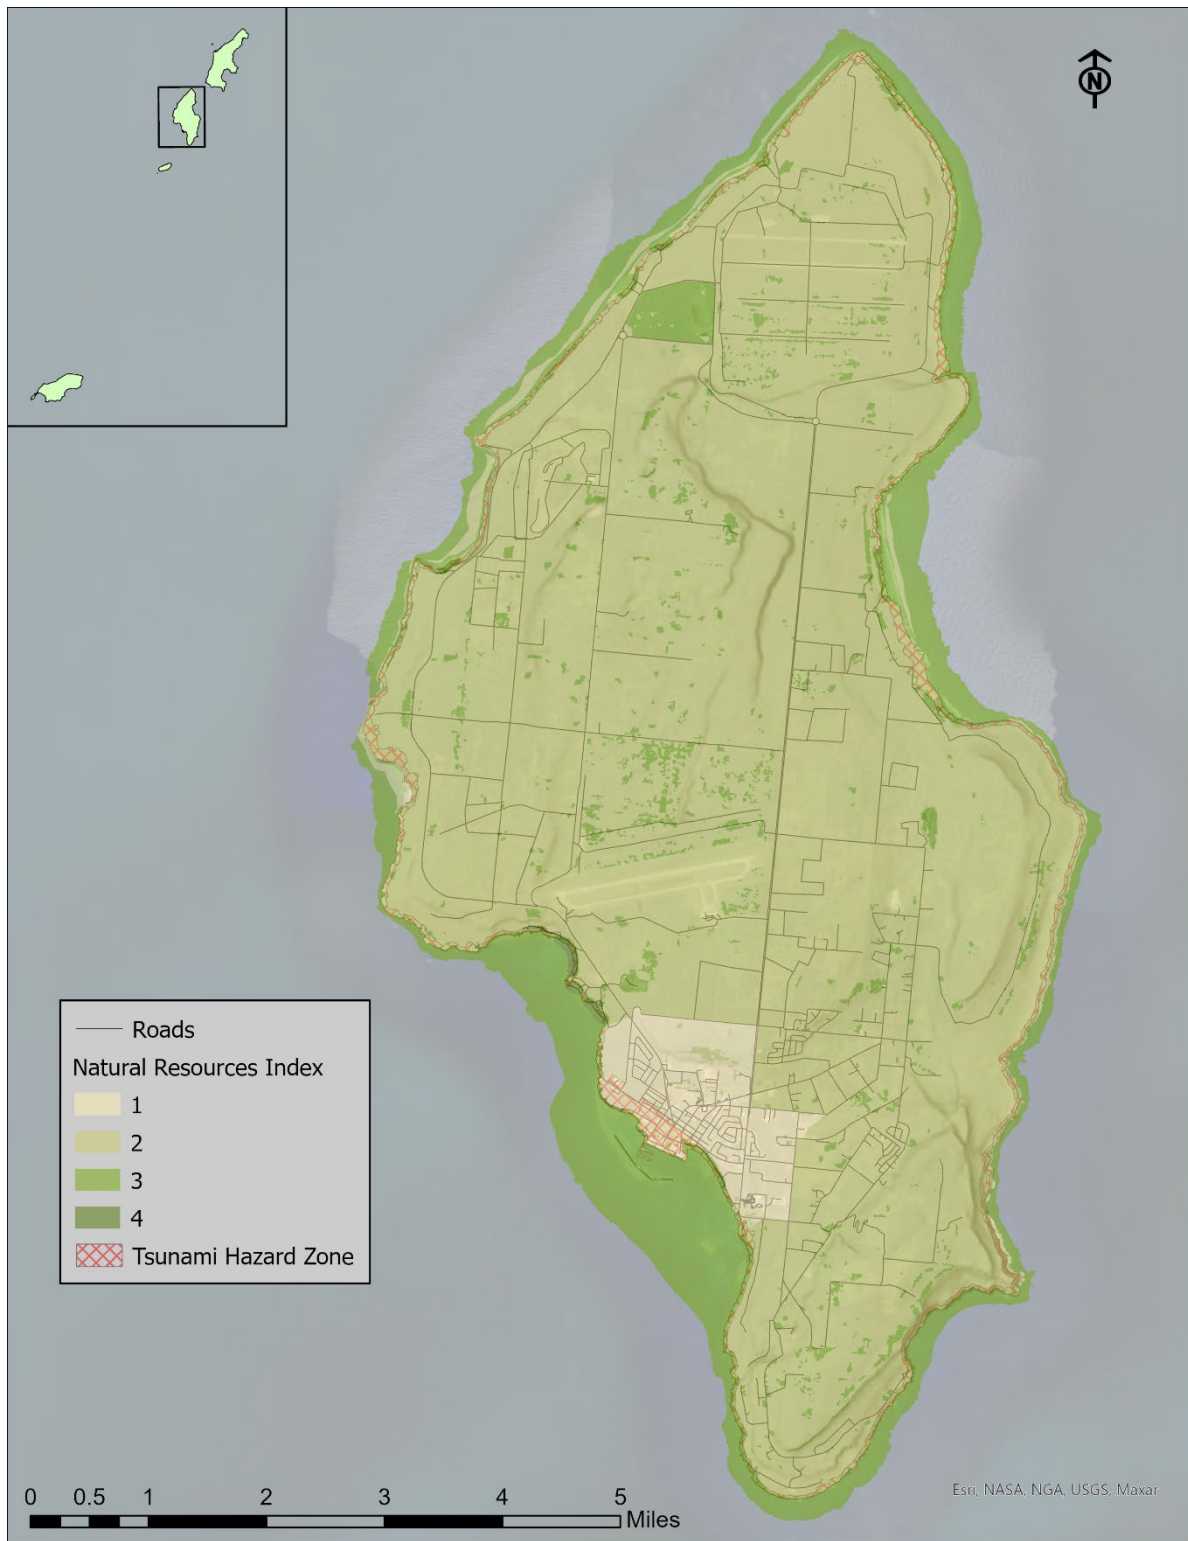 N
Roads
Natural Resources Index
1
2
3
4
Tsunami Hazard Zone
0 0.5 1 2 3 4 5
Miles
Esri, NASA, NGA, USGS, Maxar